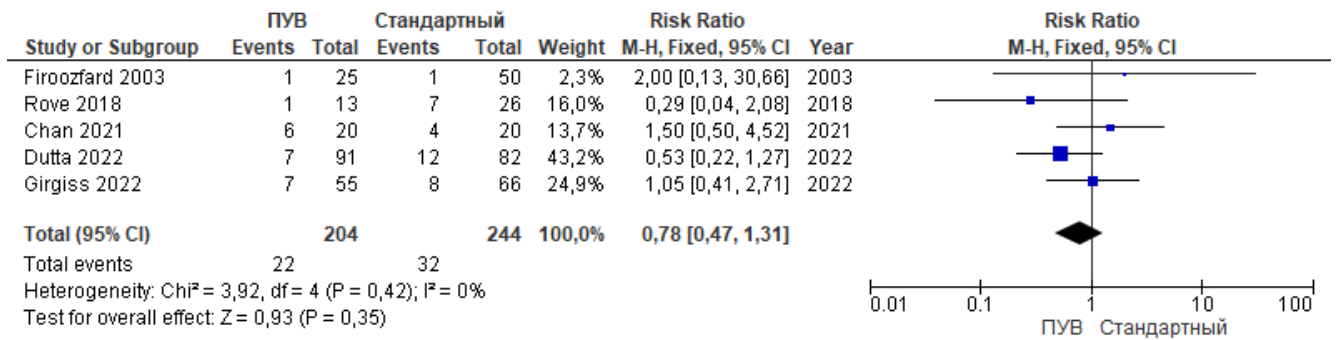 ПУВ Стандартный Risk Ratio Risk Ratio
Study or Subgroup Events Total Events Total Weight M-H, Fixed, 95% CI Year M-H, Fixed, 95% CI
Firoozfard 2003 1 25 1 50 2,3% 2,00 [0,13, 30,66] 2003
Rove 2018 1 13 7 26 16,0% 0,29 [0,04, 2,08] 2018
Chan 2021 6 20 4 20 13,7% 1,50 [0,50, 4,52] 2021
Dutta 2022 7 91 12 82 43,2% 0,53 [0,22, 1,27] 2022
Girgiss 2022 7 55 8 66 24,9% 1,05 [0,41, 2,71] 2022
Total (95% CI) 204 244 100,0% 0,78 [0,47, 1,31]
Total events 22 32
Heterogeneity: Chi² = 3,92, df = 4 (P = 0,42); I² = 0%
Test for overall effect: Z = 0,93 (P = 0,35)
0.01 0.1 1 10 100
ПУВ Стандартный